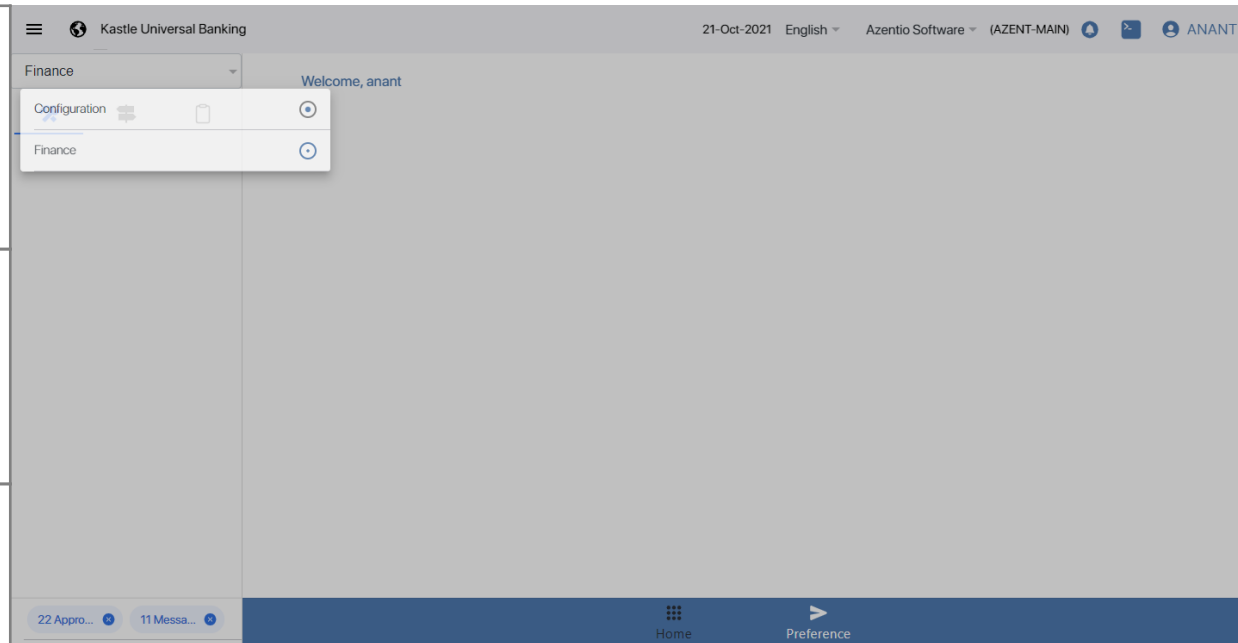 Kastle Universal Banking 21-Oct-2021 English Azentio Software (AZENT-MAIN) ANANT
Finance
Welcome, anant
Configuration
Finance
22 Appro... 11 Messa...
Home Preference